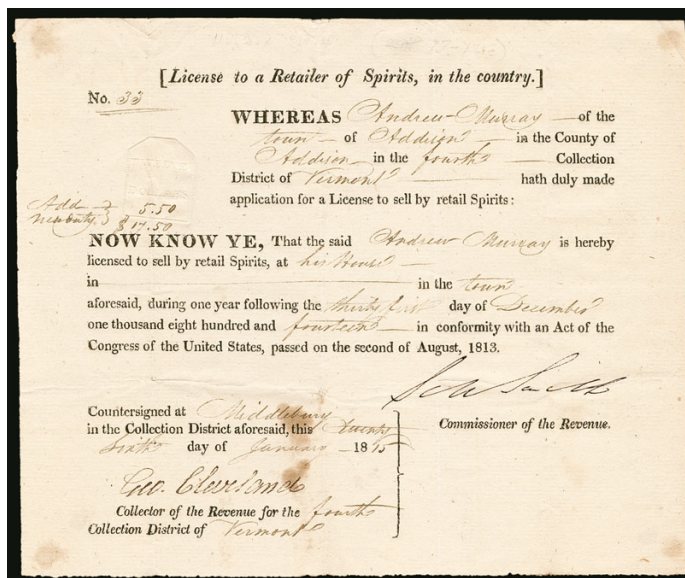 [License to a Retailer of Spirits, in the country.]
No. 33
WHEREAS Andrew Murray of the
town of Addison in the County of
Addison in the fourth Collection
District of Vermont hath duly made
application for a License to sell by retail Spirits:
Add 5.50
$17.50
NOW KNOW YE, That the said Andrew Murray is hereby
licensed to sell by retail Spirits, at his House
in in the town
aforesaid, during one year following the thirty first day of December
one thousand eight hundred and fourteen in conformity with an Act of the
Congress of the United States, passed on the second of August, 1813.
Countersigned at Middlebury
in the Collection District aforesaid, this twenty
sixth day of January 1815
Geo. Cleveland
Collector of the Revenue for the fourth
Collection District of Vermont
Commissioner of the Revenue.